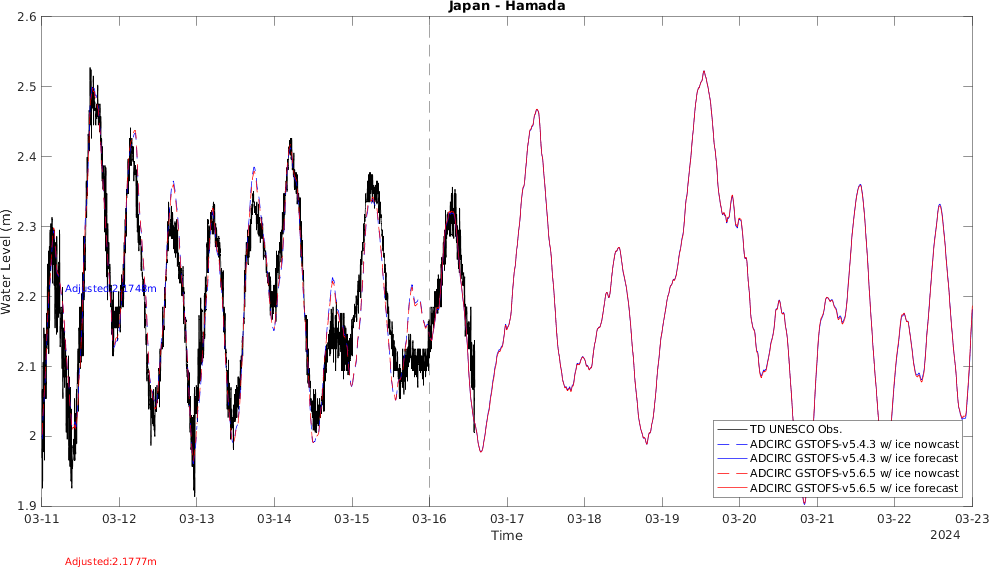 Japan - Hamada
2.6
2.5
2.4
2.3
2.2
2.1
2
1.9
Water Level (m)
Adjusted:2.1748m
TD UNESCO Obs.
ADCIRC GSTOFS-v5.4.3 w/ ice nowcast
ADCIRC GSTOFS-v5.4.3 w/ ice forecast
ADCIRC GSTOFS-v5.6.5 w/ ice nowcast
ADCIRC GSTOFS-v5.6.5 w/ ice forecast
03-11 03-12 03-13 03-14 03-15 03-16 03-17 03-18 03-19 03-20 03-21 03-22 03-23
Time
2024
Adjusted:2.1777m